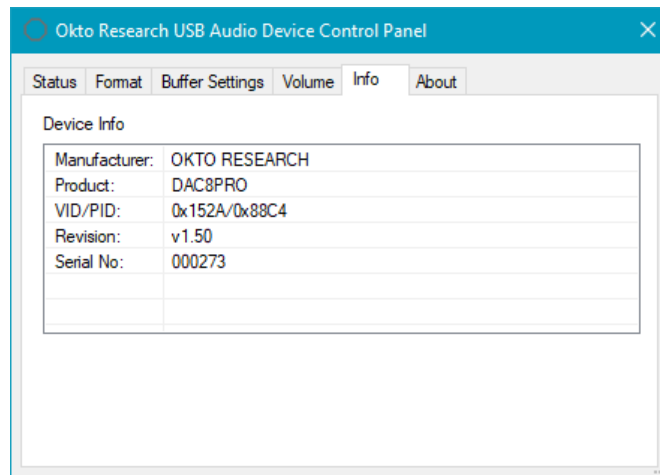 Okto Research USB Audio Device Control Panel
Status Format Buffer Settings Volume Info About
Device Info
Manufacturer: OKTO RESEARCH
Product: DAC8PRO
VID/PID: 0x152A/0x88C4
Revision: v1.50
Serial No: 000273